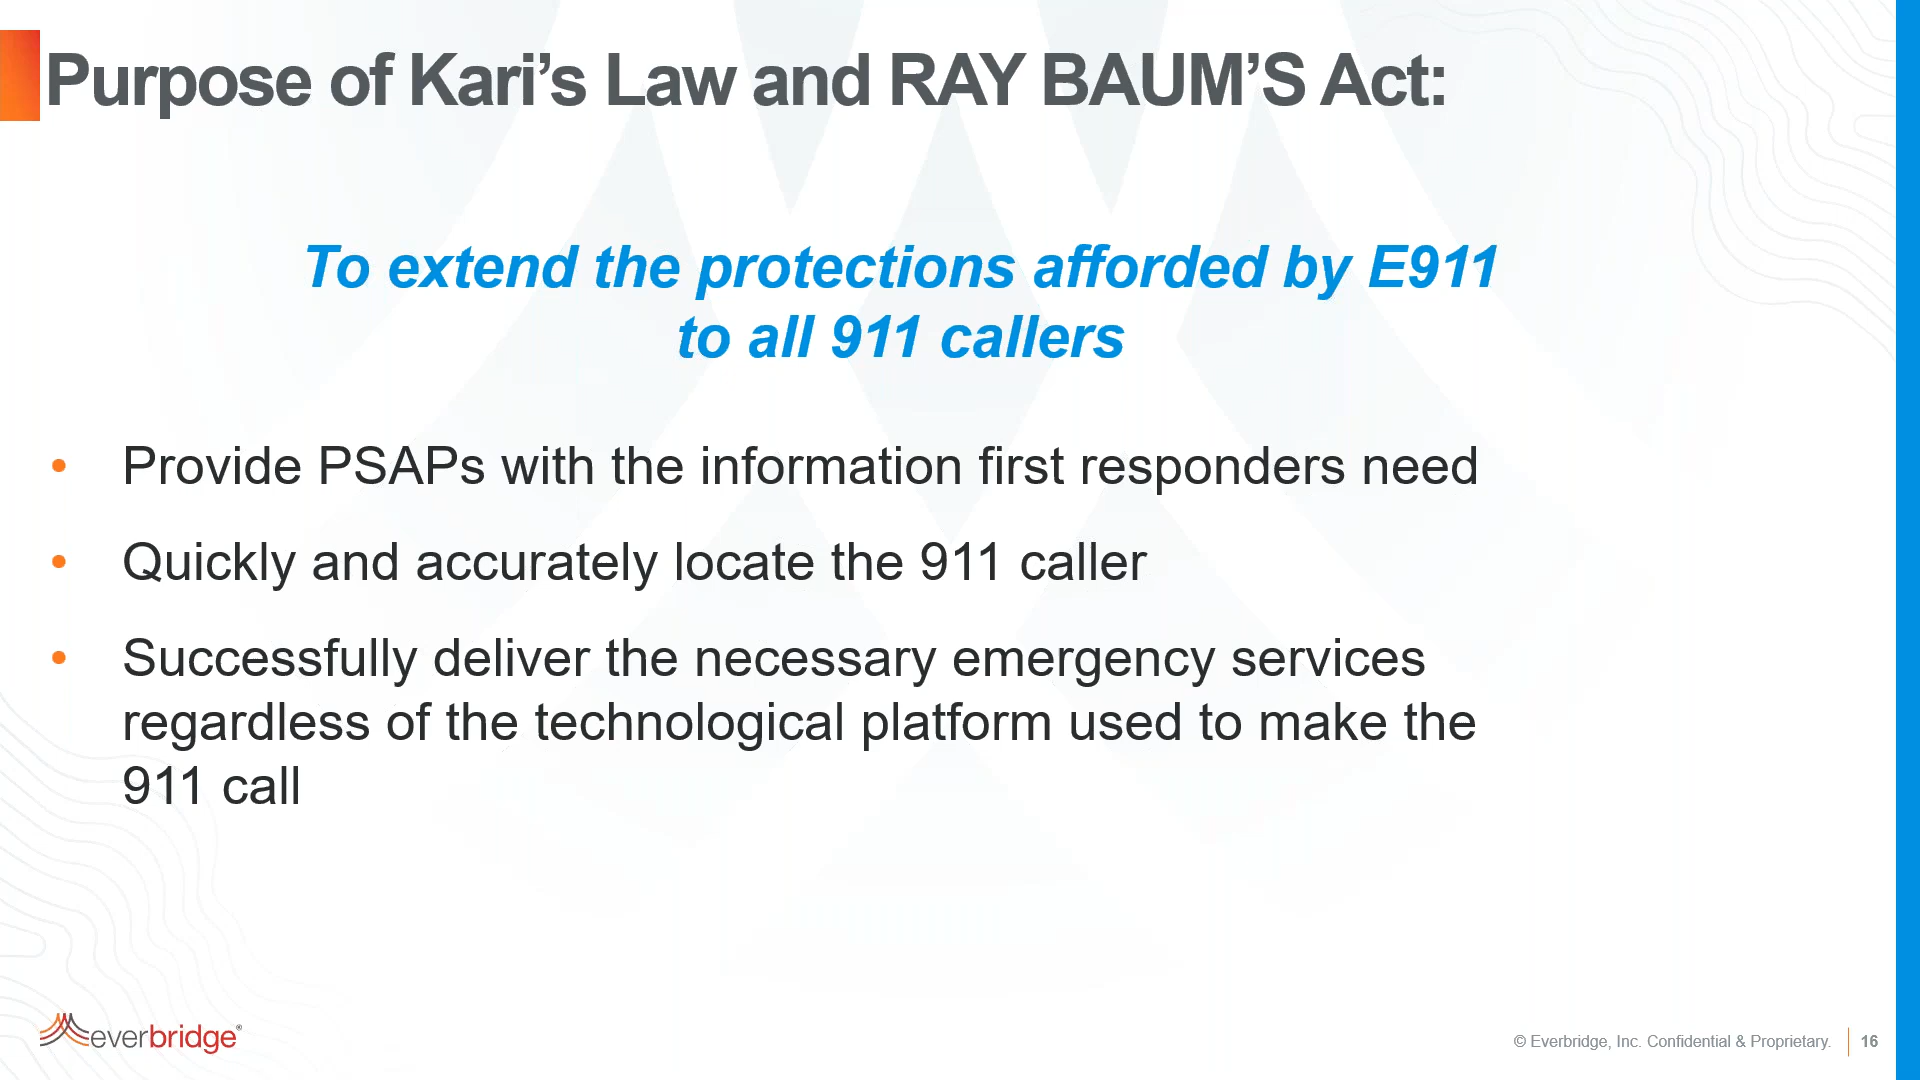 Purpose of Kari’s Law and RAY BAUM’S Act:
To extend the protections afforded by E911
to all 911 callers
• Provide PSAPs with the information first responders need
• Quickly and accurately locate the 911 caller
• Successfully deliver the necessary emergency services
regardless of the technological platform used to make the
911 call
everbridge®
© Everbridge, Inc. Confidential & Proprietary. 16